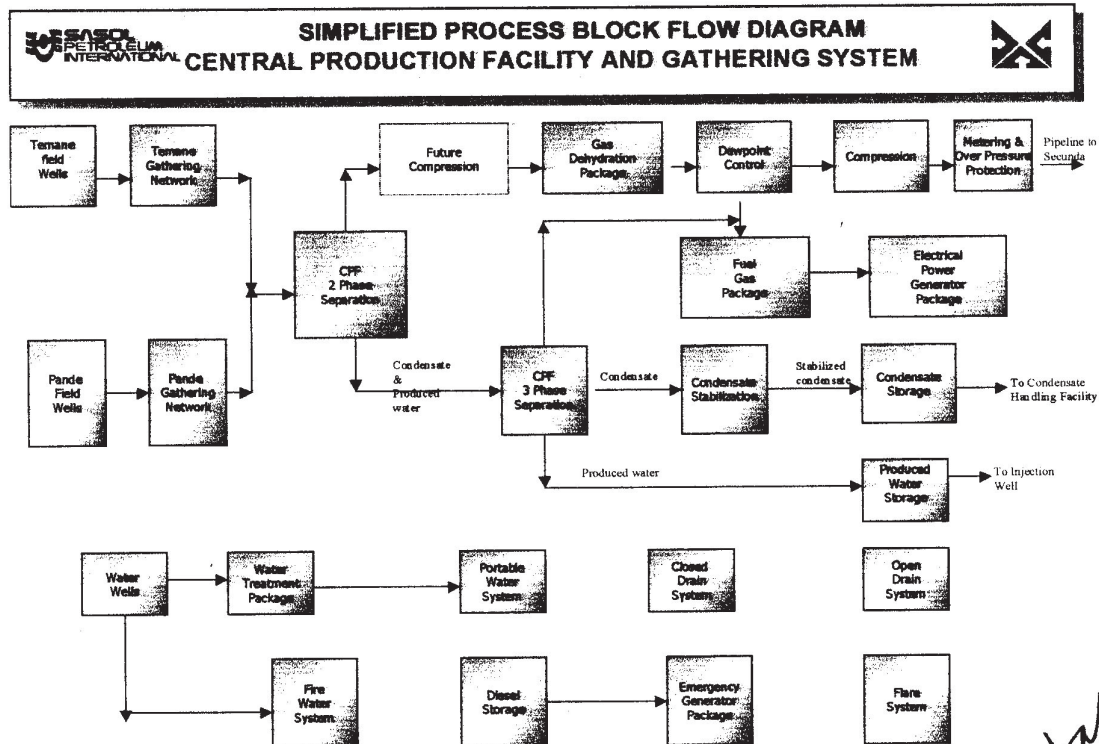 SASOL
PETROLEUM
INTERNATIONAL
SIMPLIFIED PROCESS BLOCK FLOW DIAGRAM
CENTRAL PRODUCTION FACILITY AND GATHERING SYSTEM
Temane
field
Wells
Temane
Gathering
Network
Future
Compression
Gas
Dehydration
Package
Dewpoint
Control
Compression
Metering &
Over Pressure
Protection
Pipeline to
Secunda
CPF
2 Phase
Separation
Fuel
Gas
Package
Electrical
Power
Generator
Package
Pande
Field
Wells
Pande
Gathering
Network
Condensate
&
Produced
water
CPF
3 Phase
Separation
Condensate
Condensate
Stabilization
Stabilized
condensate
Condensate
Storage
To Condensate
Handling Facility
Produced water
Produced
Water
Storage
To Injection
Well
Water
Wells
Water
Treatment
Package
Portable
Water
System
Closed
Drain
System
Open
Drain
System
Fire
Water
System
Diesel
Storage
Emergency
Generator
Package
Flare
System